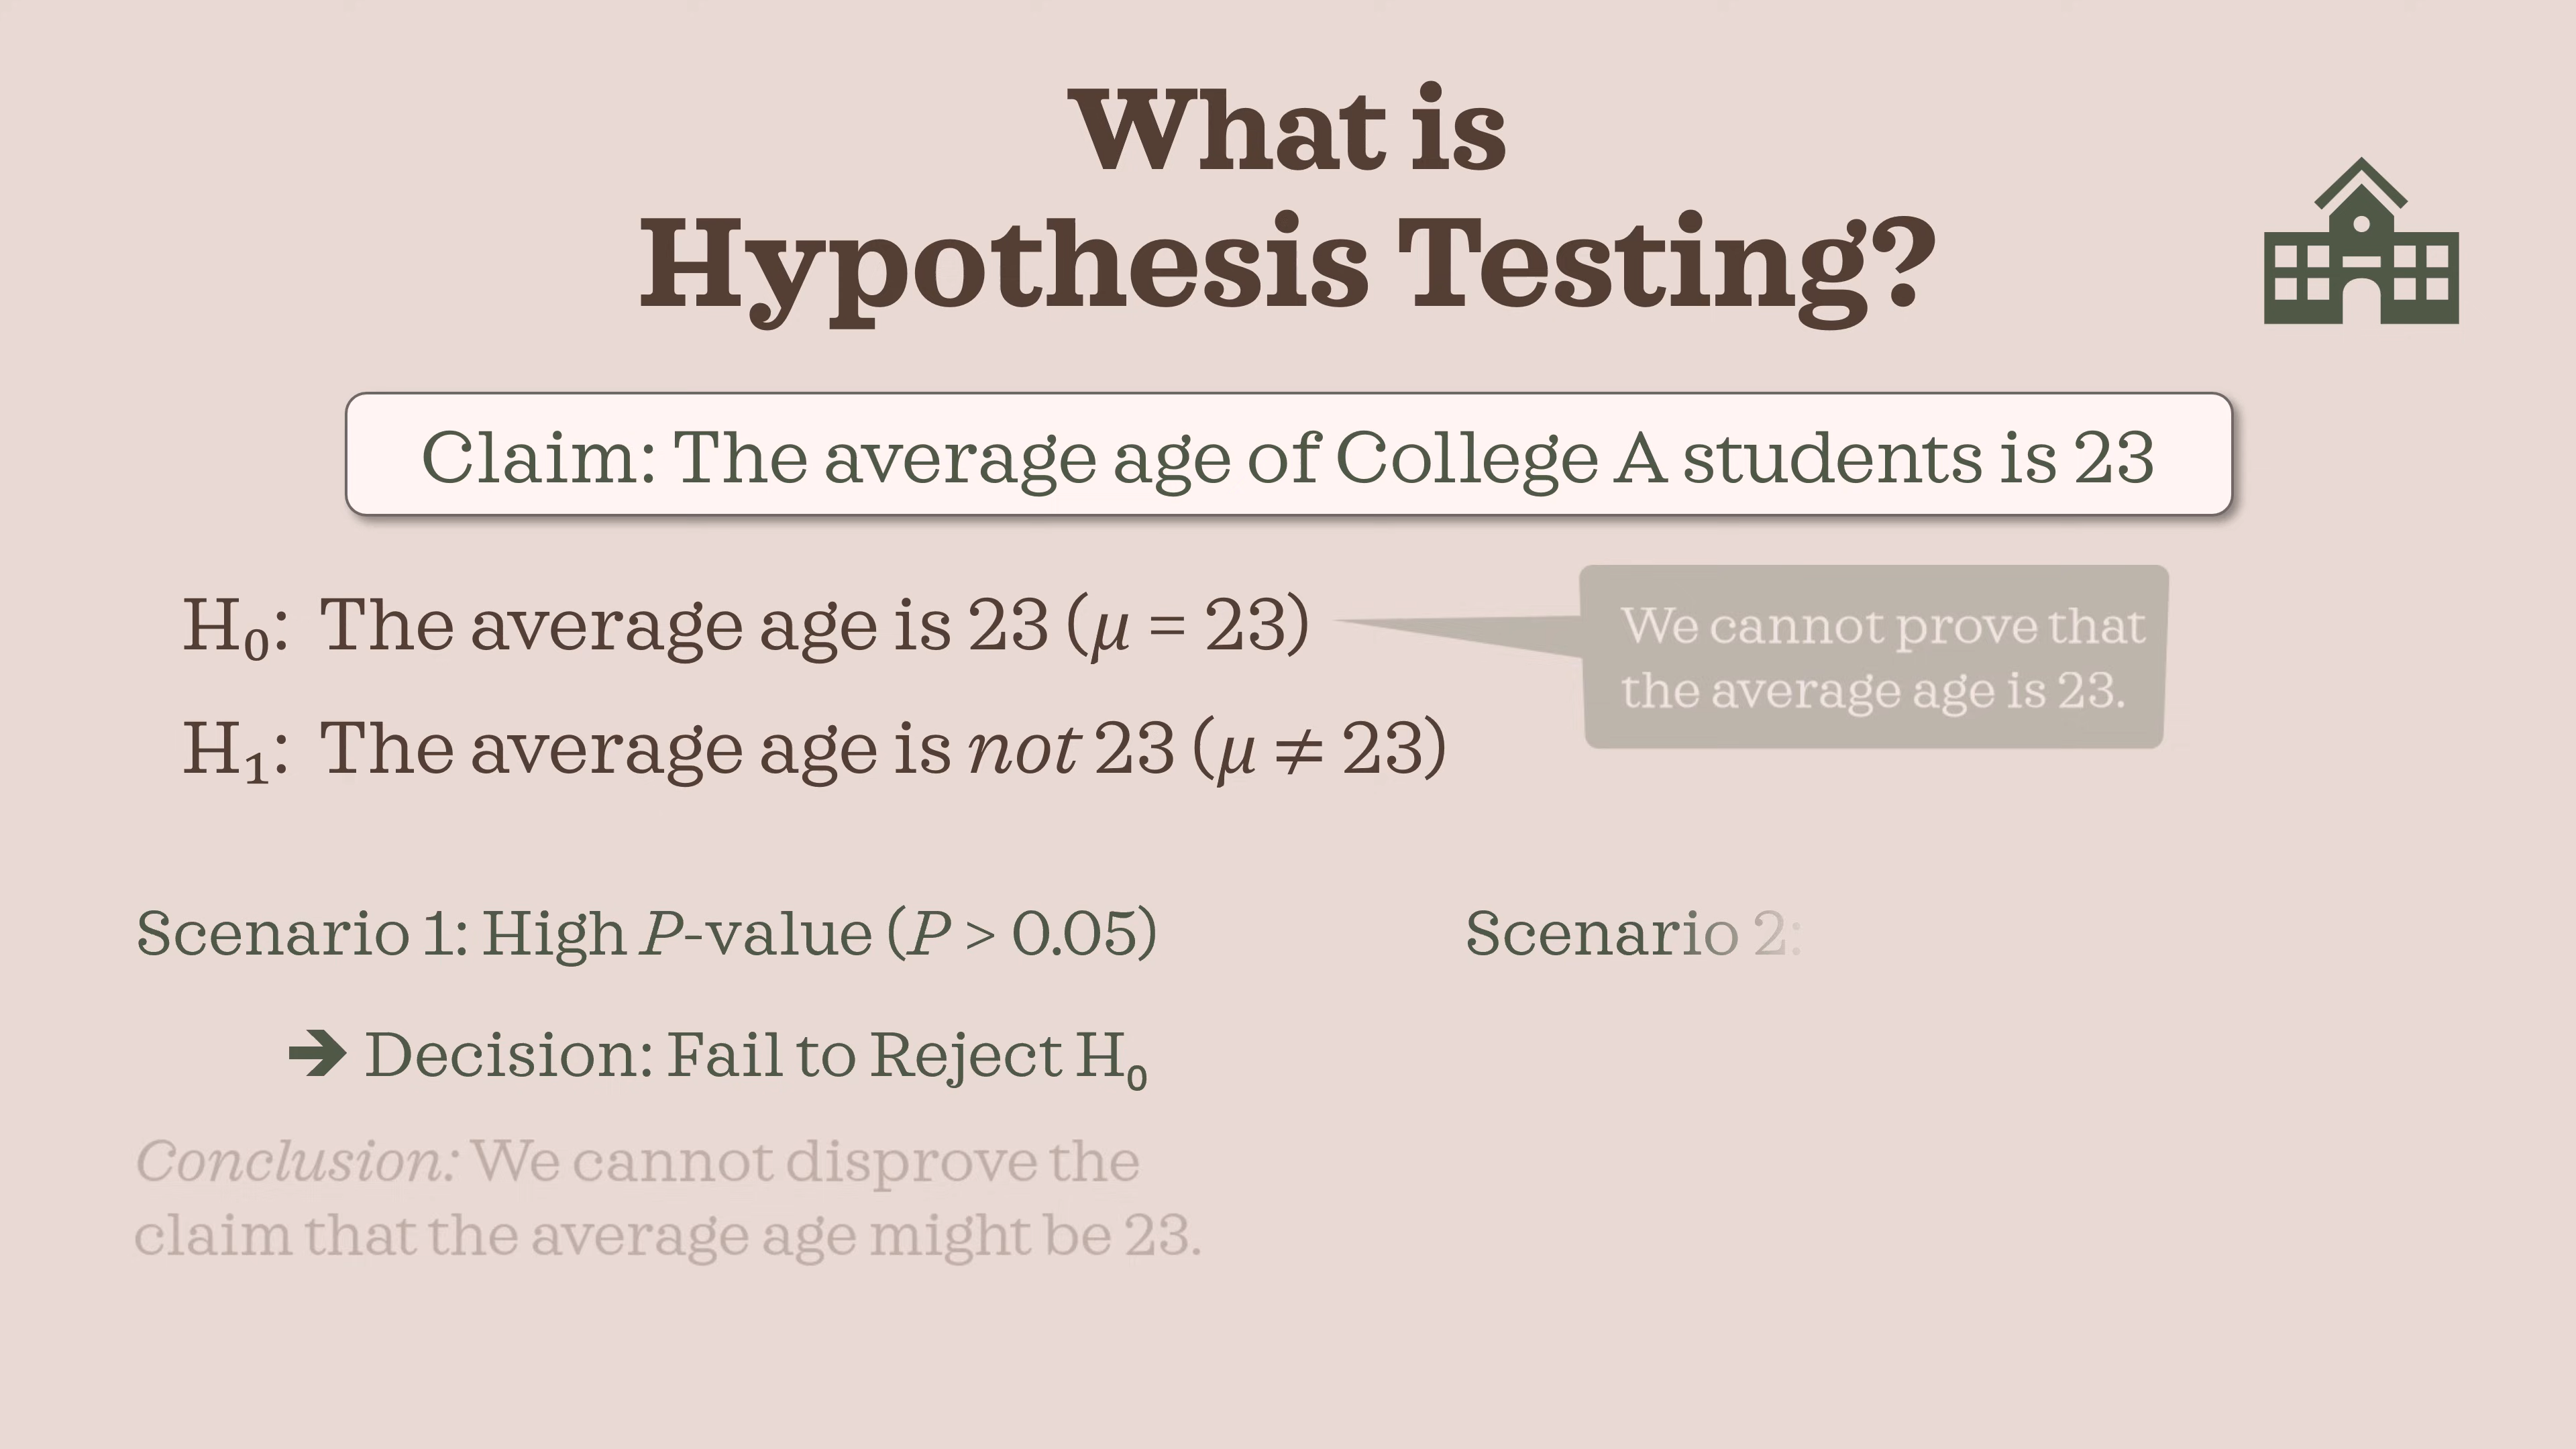 What is
Hypothesis Testing?
Claim: The average age of College A students is 23
H₀: The average age is 23 (μ = 23)
We cannot prove that
the average age is 23.
H₁: The average age is not 23 (μ ≠ 23)
Scenario 1: High P-value (P > 0.05)
➔ Decision: Fail to Reject H₀
Conclusion: We cannot disprove the
claim that the average age might be 23.
Scenario 2: